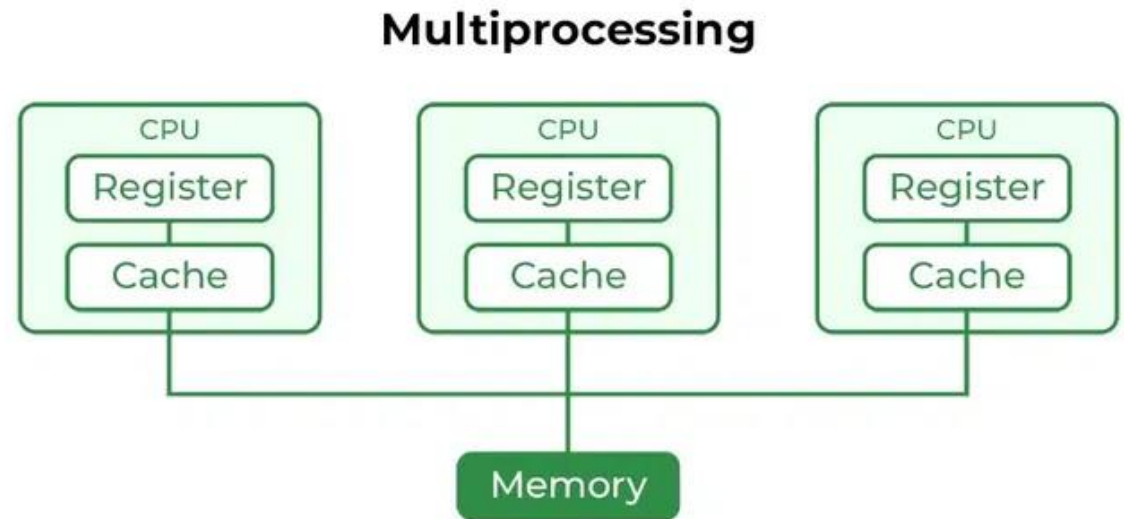 Multiprocessing
CPU
CPU
CPU
Register
Register
Register
Cache
Cache
Cache
Memory